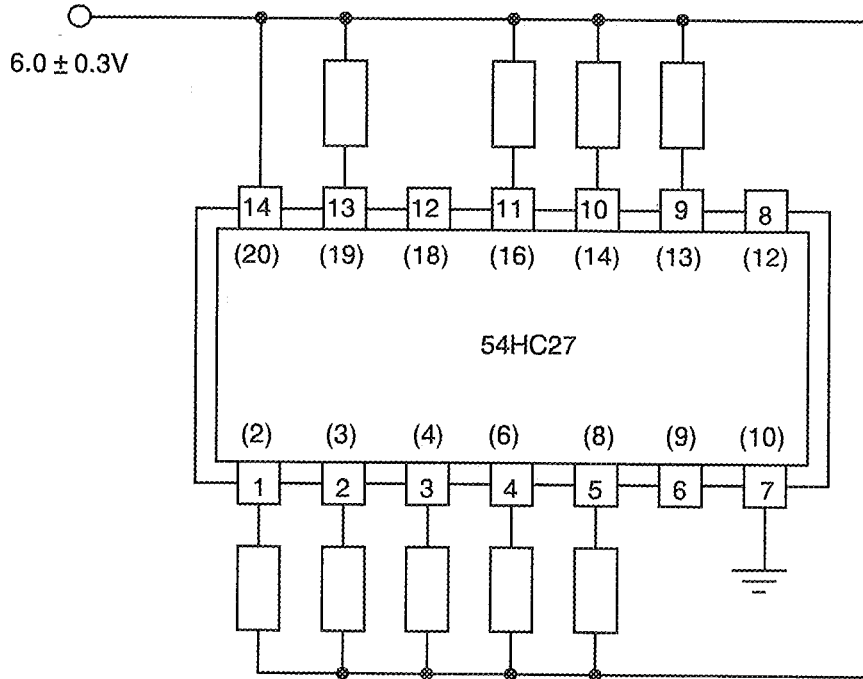 6.0 ± 0.3V
14 13 12 11 10 9 8
(20) (19) (18) (16) (14) (13) (12)
54HC27
(2) (3) (4) (6) (8) (9) (10)
1 2 3 4 5 6 7